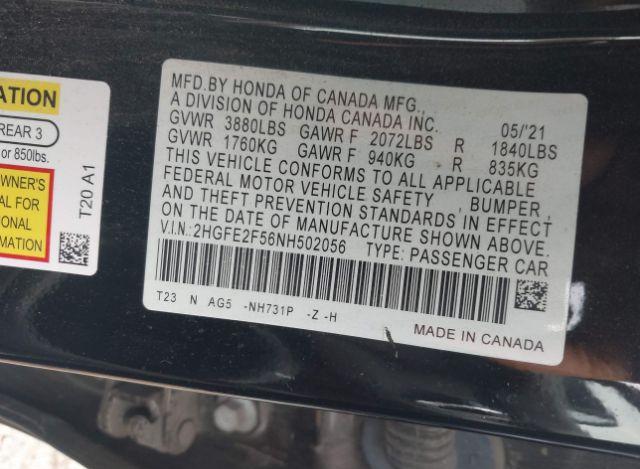 ATION
REAR 3
or 850lbs.
WNER'S
AL FOR
IONAL
MATION
T20 A1
MFD.BY HONDA OF CANADA MFG.,
A DIVISION OF HONDA CANADA INC. 05/'21
GVWR 3880LBS GAWR F 2072LBS R 1840LBS
GVWR 1760KG GAWR F 940KG R 835KG
THIS VEHICLE CONFORMS TO ALL APPLICABLE
FEDERAL MOTOR VEHICLE SAFETY , BUMPER,
AND THEFT PREVENTION STANDARDS IN EFFECT
ON THE DATE OF MANUFACTURE SHOWN ABOVE.
V.I.N.:2HGFE2F56NH502056 TYPE: PASSENGER CAR
T23 N AG5 -NH731P -Z -H
MADE IN CANADA